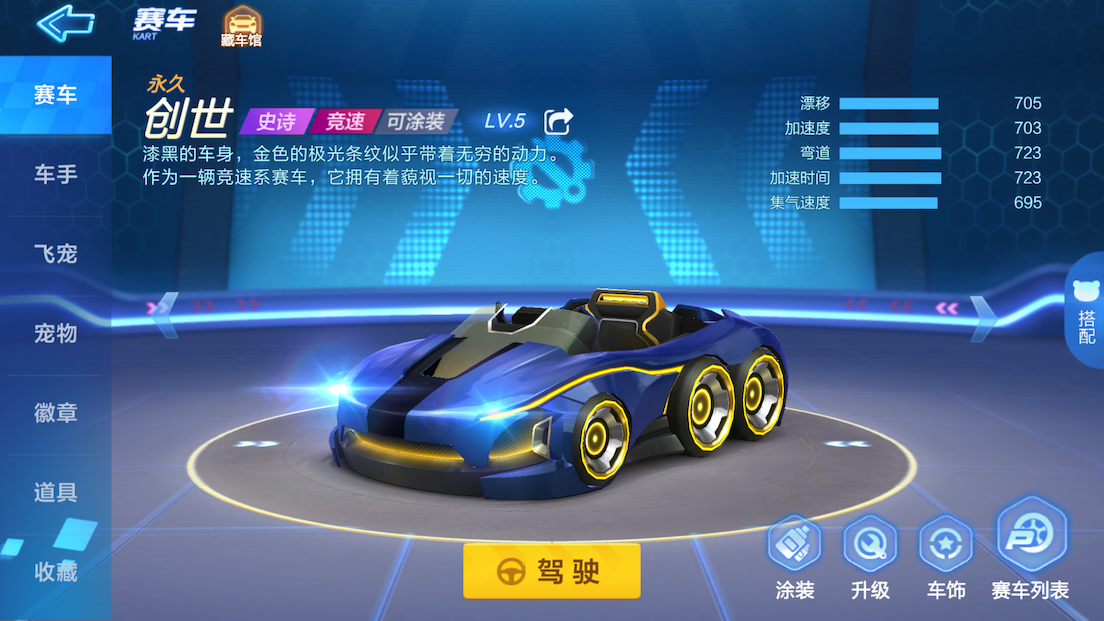 赛车
KART
藏车馆
赛车
车手
飞宠
宠物
徽章
道具
收藏
永久
创世
史诗
竞速
可涂装
LV.5
漆黑的车身，金色的极光条纹似乎带着无穷的动力。
作为一辆竞速系赛车，它拥有着藐视一切的速度。
漂移 705
加速度 703
弯道 723
加速时间 723
集气速度 695
搭配
驾驶
涂装
升级
车饰
赛车列表